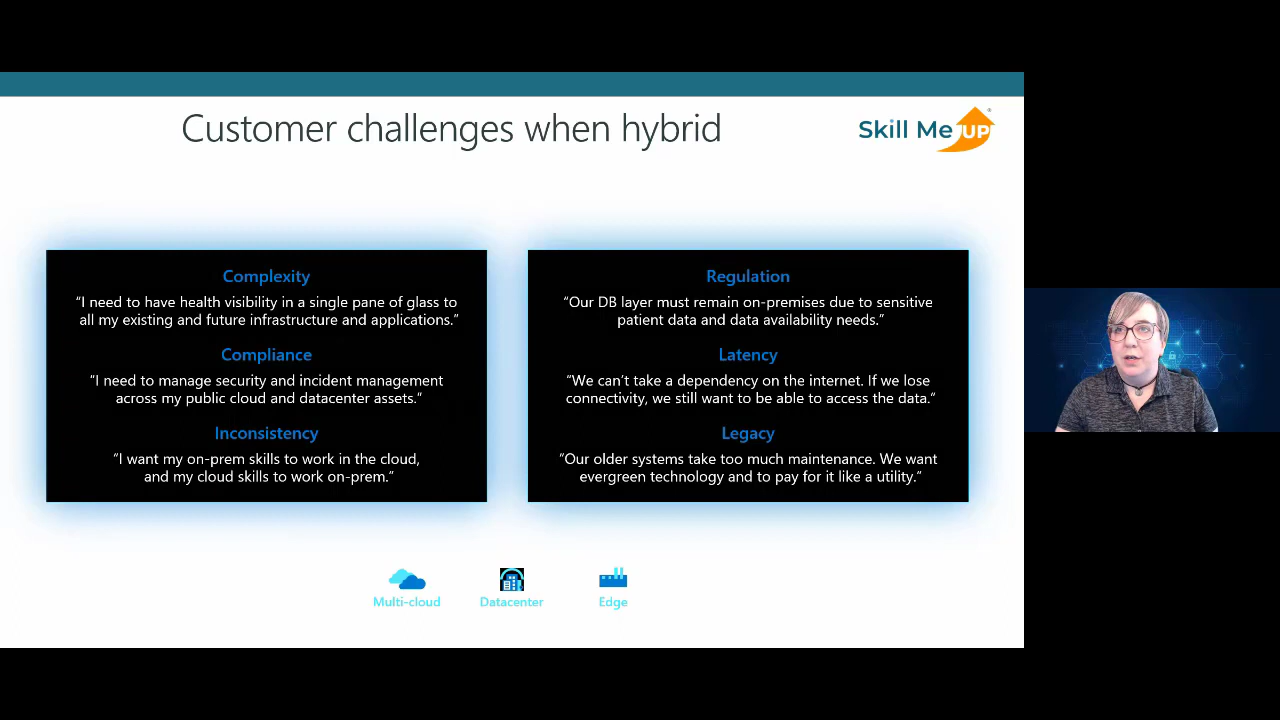 Customer challenges when hybrid
Skill Me UP
Complexity
“I need to have health visibility in a single pane of glass to
all my existing and future infrastructure and applications.”
Compliance
“I need to manage security and incident management
across my public cloud and datacenter assets.”
Inconsistency
“I want my on-prem skills to work in the cloud,
and my cloud skills to work on-prem.”
Regulation
“Our DB layer must remain on-premises due to sensitive
patient data and data availability needs.”
Latency
“We can’t take a dependency on the internet. If we lose
connectivity, we still want to be able to access the data.”
Legacy
“Our older systems take too much maintenance. We want
evergreen technology and to pay for it like a utility.”
Multi-cloud
Datacenter
Edge